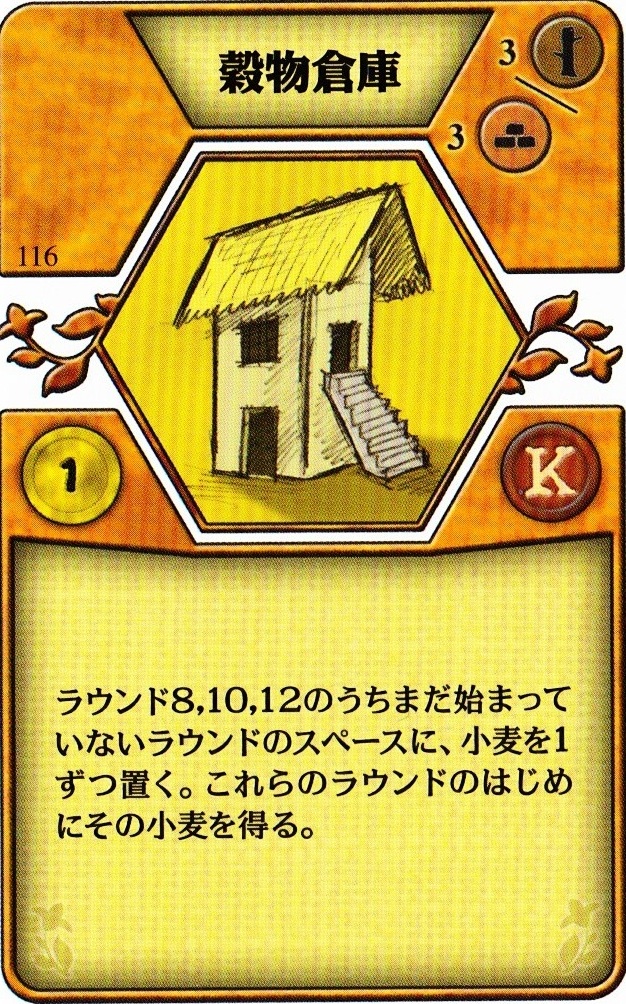 穀物倉庫
3
3
116
1
K
ラウンド8,10,12のうちまだ始まって
いないラウンドのスペースに、小麦を1
ずつ置く。これらのラウンドのはじめ
にその小麦を得る。